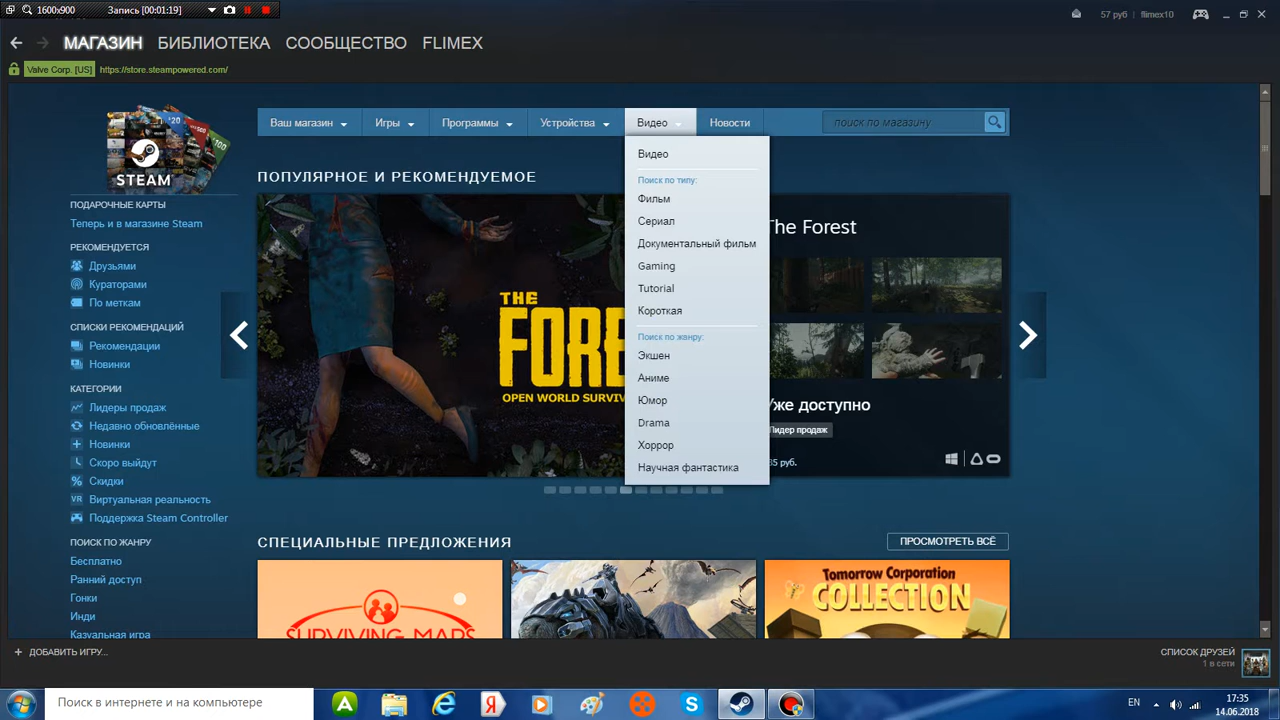 1600x900 Запись [00:01:19]
57 руб flimex10
МАГАЗИН БИБЛИОТЕКА СООБЩЕСТВО FLIMEX
Valve Corp. [US] https://store.steampowered.com/
Ваш магазин Игры Программы Устройства Видео Новости поиск по магазину
STEAM
ПОДАРОЧНЫЕ КАРТЫ
Теперь и в магазине Steam
РЕКОМЕНДУЕТСЯ
Друзьями
Кураторами
По меткам
СПИСКИ РЕКОМЕНДАЦИЙ
Рекомендации
Новинки
КАТЕГОРИИ
Лидеры продаж
Недавно обновлённые
Новинки
Скоро выйдут
Скидки
VR Виртуальная реальность
Поддержка Steam Controller
ПОИСК ПО ЖАНРУ
Бесплатно
Ранний доступ
Гонки
Инди
Казуальная игра
ПОПУЛЯРНОЕ И РЕКОМЕНДУЕМОЕ
THE
FORE
OPEN WORLD SURVIV
Видео
Поиск по типу:
Фильм
Сериал
Документальный фильм
Gaming
Tutorial
Короткая
Поиск по жанру:
Экшен
Аниме
Юмор
Drama
Хоррор
Научная фантастика
The Forest
Уже доступно
Лидер продаж
85 руб.
СПЕЦИАЛЬНЫЕ ПРЕДЛОЖЕНИЯ
ПРОСМОТРЕТЬ ВСЁ
SURVIVING MARS
Tomorrow Corporation
COLLECTION
+ ДОБАВИТЬ ИГРУ...
СПИСОК ДРУЗЕЙ
1 в сети
Поиск в интернете и на компьютере
EN
17:35
14.06.2018